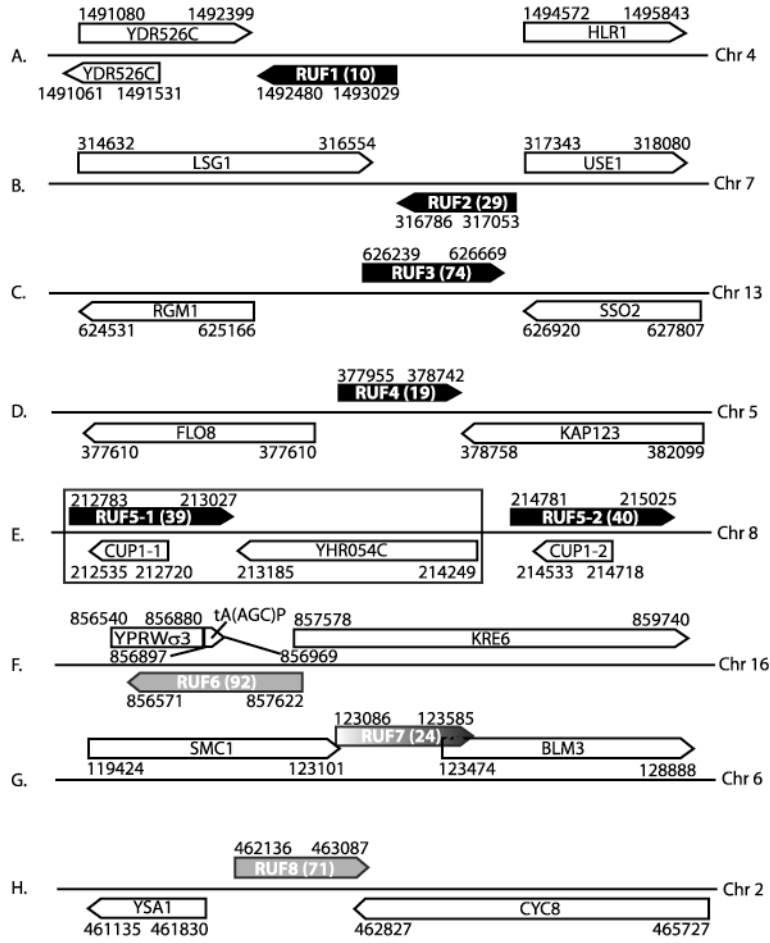 1491080 1492399 1494572 1495843
YDR526C HLR1
A. Chr 4
YDR526C RUF1 (10)
1491061 1491531 1492480 1493029
314632 316554 317343 318080
LSG1 USE1
B. Chr 7
RUF2 (29)
316786 317053
626239 626669
RUF3 (74)
C. Chr 13
RGM1 SSO2
624531 625166 626920 627807
377955 378742
RUF4 (19)
D. Chr 5
FLO8 KAP123
377610 377610 378758 382099
212783 213027 214781 215025
RUF5-1 (39) RUF5-2 (40)
E. Chr 8
CUP1-1 YHR054C CUP1-2
212535 212720 213185 214249 214533 214718
856540 856880 tA(AGC)P 857578 859740
YPRWσ3 KRE6
856897 856969
F. Chr 16
RUF6 (92)
856571 857622
123086 123585
RUF7 (24)
SMC1 BLM3
119424 123101 123474 128888
G. Chr 6
462136 463087
RUF8 (71)
H. Chr 2
YSA1 CYC8
461135 461830 462827 465727